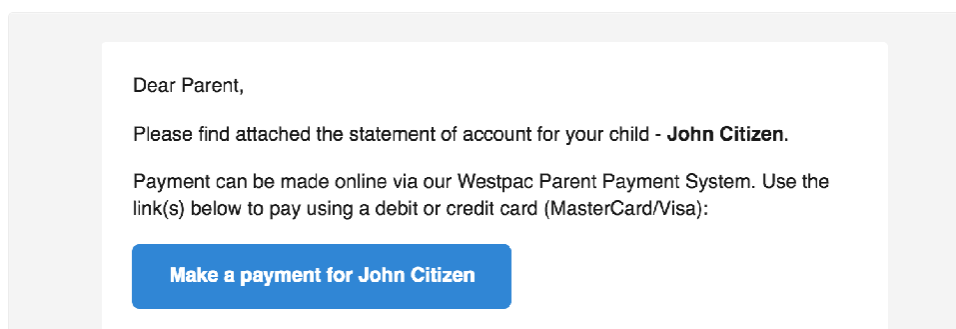 Dear Parent,
Please find attached the statement of account for your child - John Citizen.
Payment can be made online via our Westpac Parent Payment System. Use the
link(s) below to pay using a debit or credit card (MasterCard/Visa):
Make a payment for John Citizen